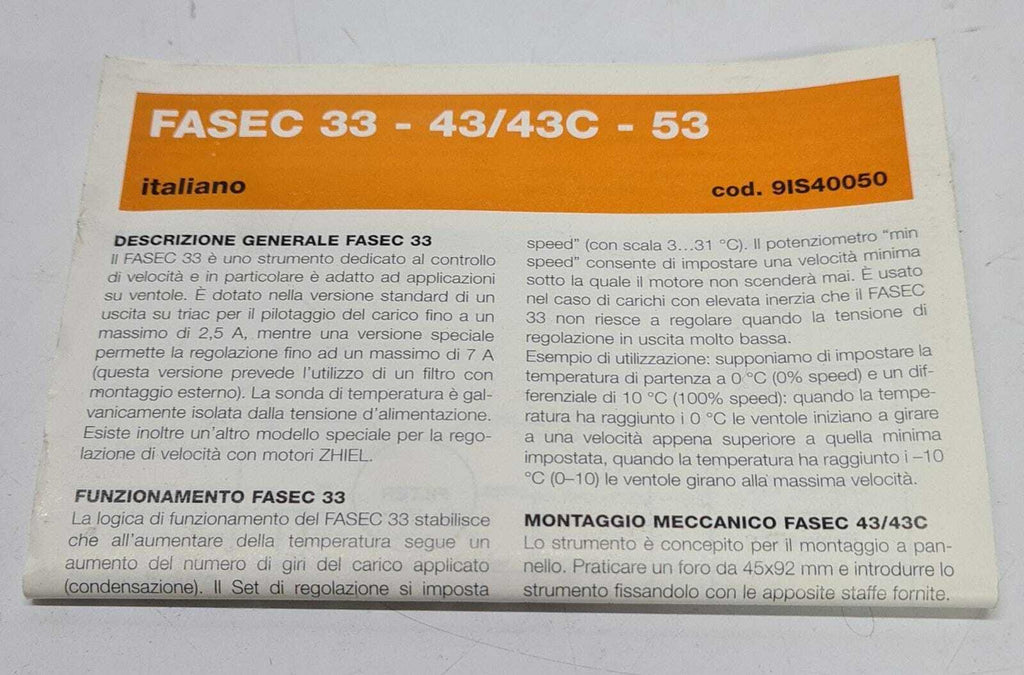 FASEC 33 - 43/43C - 53
italiano
cod. 9IS40050
DESCRIZIONE GENERALE FASEC 33
Il FASEC 33 è uno strumento dedicato al controllo
di velocità e in particolare è adatto ad applicazioni
su ventole. È dotato nella versione standard di un
uscita su triac per il pilotaggio del carico fino a un
massimo di 2,5 A, mentre una versione speciale
permette la regolazione fino ad un massimo di 7 A
(questa versione prevede l'utilizzo di un filtro con
montaggio esterno). La sonda di temperatura è gal-
vanicamente isolata dalla tensione d'alimentazione.
Esiste inoltre un'altro modello speciale per la rego-
lazione di velocità con motori ZHIEL.
FUNZIONAMENTO FASEC 33
La logica di funzionamento del FASEC 33 stabilisce
che all'aumentare della temperatura segue un
aumento del numero di giri del carico applicato
(condensazione). Il Set di regolazione si imposta
speed" (con scala 3...31 °C). Il potenziometro "min
speed" consente di impostare una velocità minima
sotto la quale il motore non scenderà mai. È usato
nel caso di carichi con elevata inerzia che il FASEC
33 non riesce a regolare quando la tensione di
regolazione in uscita molto bassa.
Esempio di utilizzazione: supponiamo di impostare la
temperatura di partenza a 0 °C (0% speed) e un dif-
ferenziale di 10 °C (100% speed): quando la tempe-
ratura ha raggiunto i 0 °C le ventole iniziano a girare
a una velocità appena superiore a quella minima
impostata, quando la temperatura ha raggiunto i –10
°C (0–10) le ventole girano alla massima velocità.
MONTAGGIO MECCANICO FASEC 43/43C
Lo strumento è concepito per il montaggio a pan-
nello. Praticare un foro da 45x92 mm e introdurre lo
strumento fissandolo con le apposite staffe fornite.